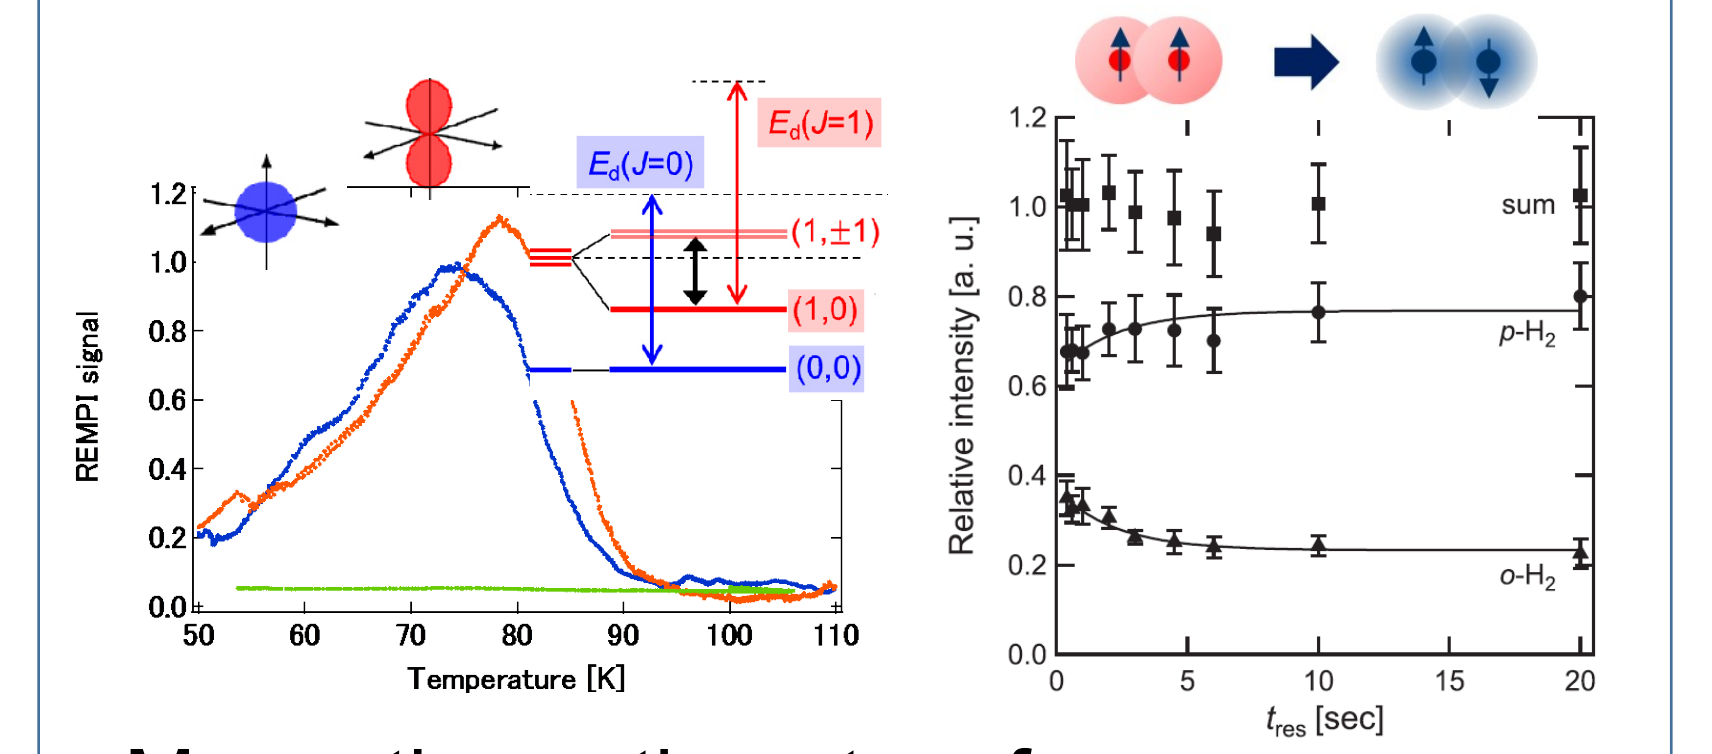 E_d(J=1)
E_d(J=0)
(1,±1)
(1,0)
(0,0)
1.2
1.0
0.8
0.6
0.4
0.2
0.0
REMPI signal
50 60 70 80 90 100 110
Temperature [K]
1.2
1.0
0.8
0.6
0.4
0.2
0.0
Relative intensity [a. u.]
sum
p-H₂
o-H₂
0 5 10 15 20
t_res [sec]